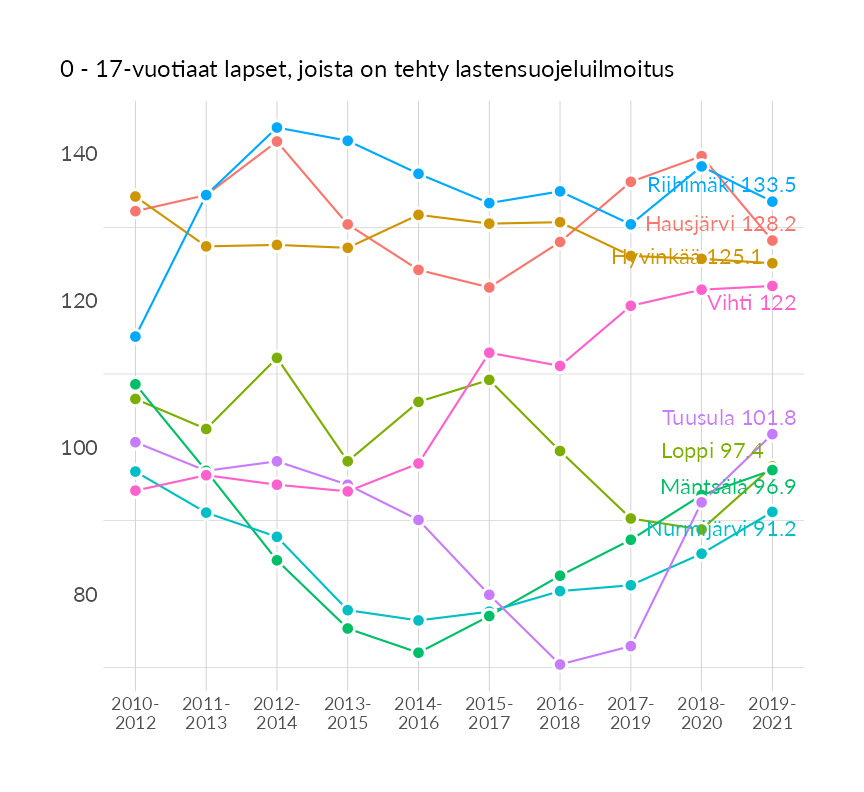 0 - 17-vuotiaat lapset, joista on tehty lastensuojeluilmoitus
140
120
100
80
Riihimäki 133.5
Hausjärvi 128.2
Hyvinkää 125.1
Vihti 122
Tuusula 101.8
Loppi 97.4
Mäntsälä 96.9
Nurmijärvi 91.2
2010- 2011- 2012- 2013- 2014- 2015- 2016- 2017- 2018- 2019-
2012 2013 2014 2015 2016 2017 2018 2019 2020 2021